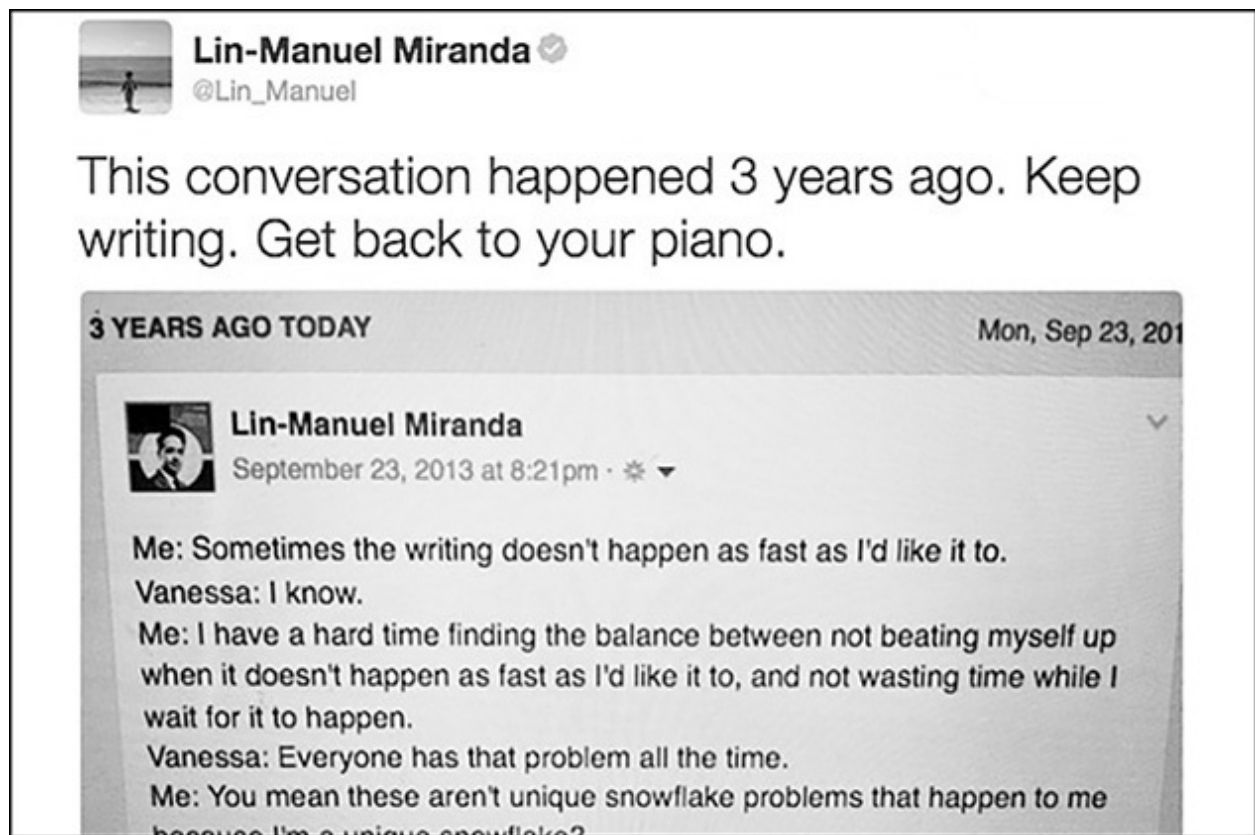 Lin-Manuel Miranda
@Lin_Manuel
This conversation happened 3 years ago. Keep
writing. Get back to your piano.
3 YEARS AGO TODAY
Mon, Sep 23, 201
Lin-Manuel Miranda
September 23, 2013 at 8:21pm ·
Me: Sometimes the writing doesn't happen as fast as I'd like it to.
Vanessa: I know.
Me: I have a hard time finding the balance between not beating myself up
when it doesn't happen as fast as I'd like it to, and not wasting time while I
wait for it to happen.
Vanessa: Everyone has that problem all the time.
Me: You mean these aren't unique snowflake problems that happen to me
because I'm a unique snowflake?